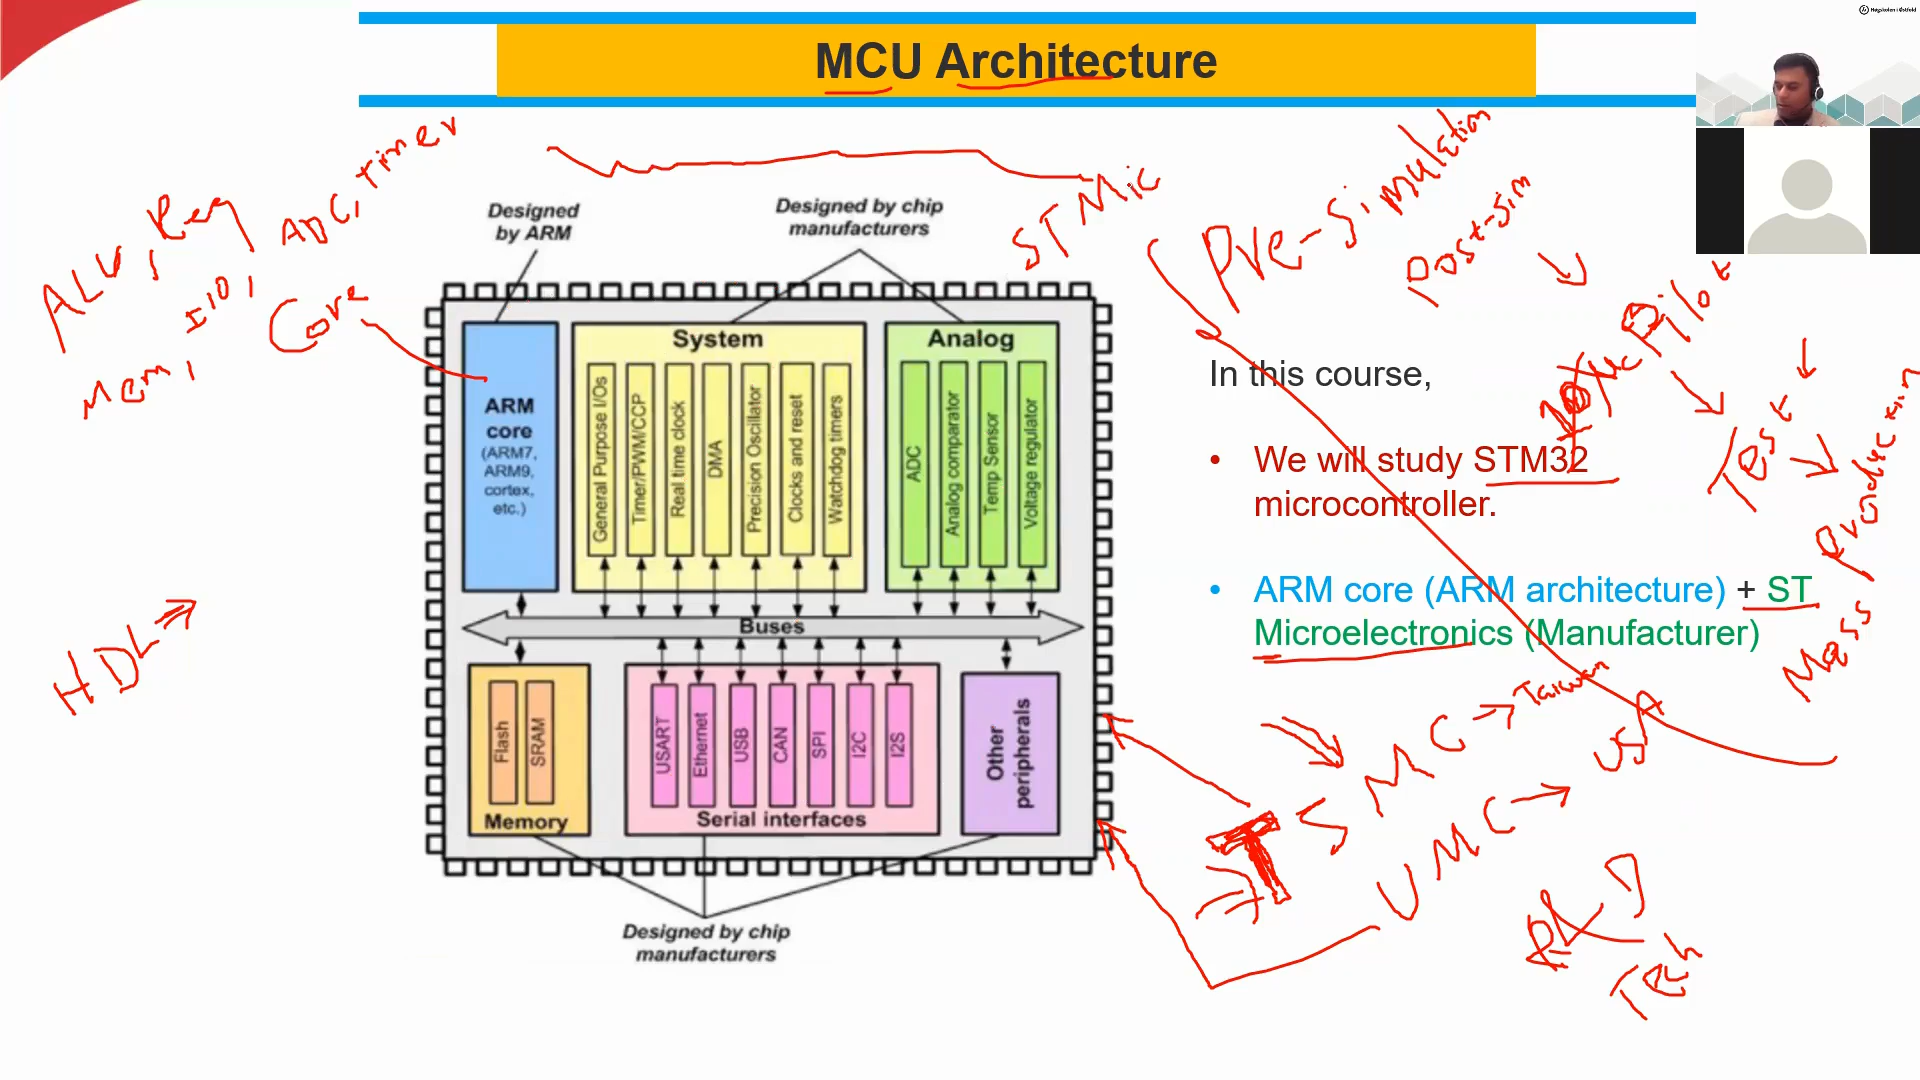 Høgskolen i Østfold
MCU Architecture
ALU, Reg
ADC, Timer
Mem, I/O,
Core
HDL
Designed
by ARM
Designed by chip
manufacturers
ST Mic
Pre-simulation
Post-sim
Pilot
Test
Mass Production
ARM
core
(ARM7,
ARM9,
cortex,
etc.)
System
General Purpose I/Os
Timer/PWM/CCP
Real time clock
DMA
Precision Oscillator
Clocks and reset
Watchdog timers
Analog
ADC
Analog comparator
Temp Sensor
Voltage regulator
Buses
Flash
SRAM
Memory
USART
Ethernet
USB
CAN
SPI
I2C
I2S
Serial interfaces
Other
peripherals
Designed by chip
manufacturers
In this course,
• We will study STM32
microcontroller.
• ARM core (ARM architecture) + ST
Microelectronics (Manufacturer)
TSMC → Taiwan
UMC → USA
Tech